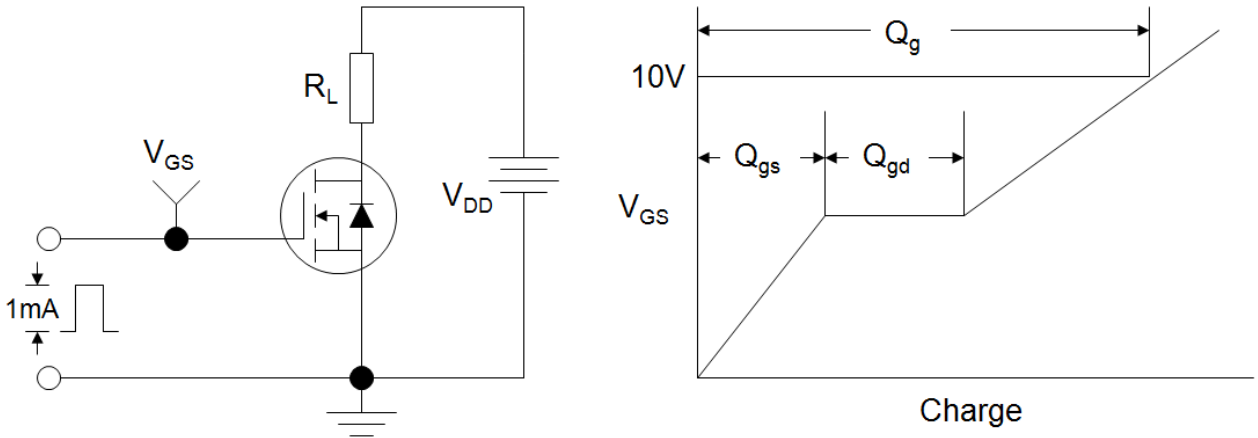 R_L
V_GS
V_DD
1mA
Q_g
10V
Q_gs
Q_gd
V_GS
Charge